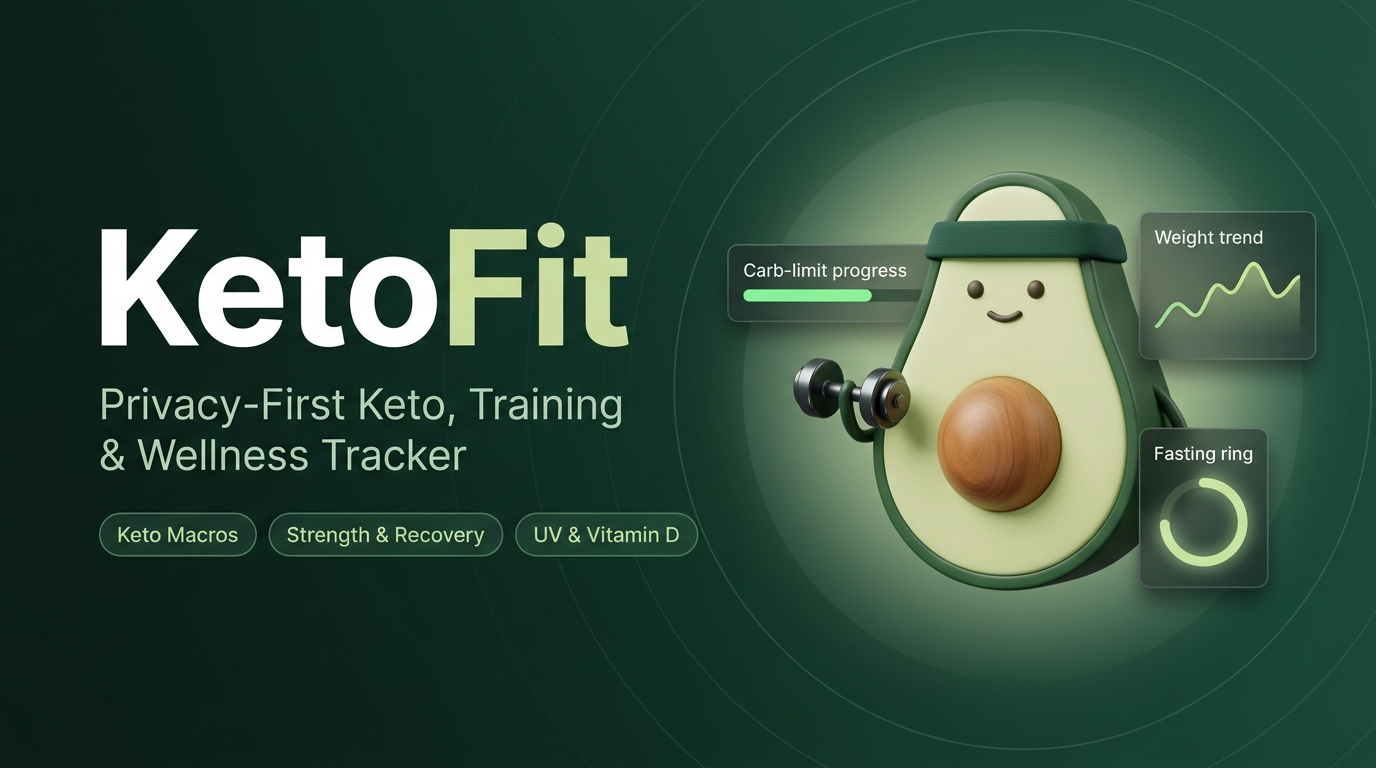 KetoFit
Privacy-First Keto, Training
& Wellness Tracker
Keto Macros
Strength & Recovery
UV & Vitamin D
Carb-limit progress
Weight trend
Fasting ring